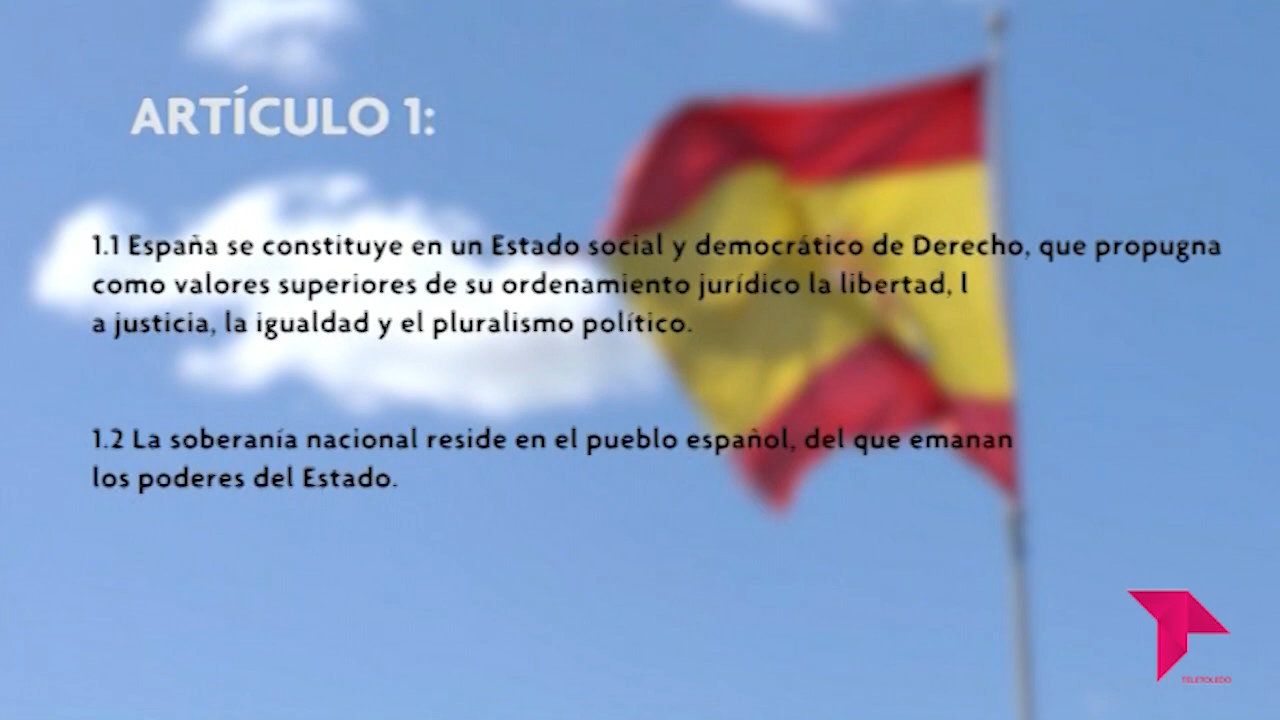 ARTÍCULO 1:
1.1 España se constituye en un Estado social y democrático de Derecho, que propugna
como valores superiores de su ordenamiento jurídico la libertad, l
a justicia, la igualdad y el pluralismo político.
1.2 La soberanía nacional reside en el pueblo español, del que emanan
los poderes del Estado.
TELETOLEDO